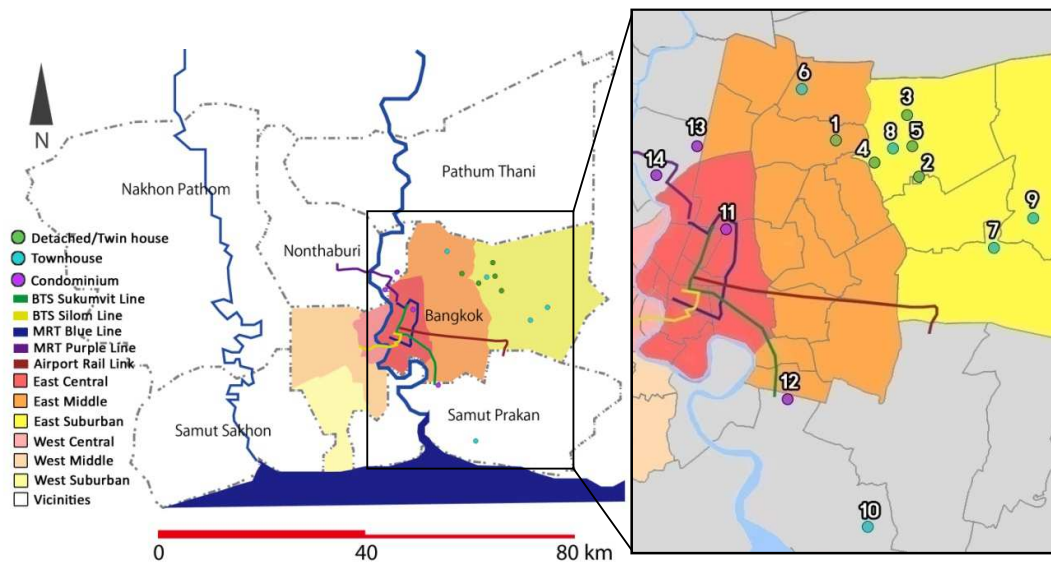 N
Nakhon Pathom
Pathum Thani
Nonthaburi
Bangkok
Samut Sakhon
Samut Prakan
Detached/Twin house
Townhouse
Condominium
BTS Sukumvit Line
BTS Silom Line
MRT Blue Line
MRT Purple Line
Airport Rail Link
East Central
East Middle
East Suburban
West Central
West Middle
West Suburban
Vicinities
0 40 80 km
6
3
1
8
5
13
4
2
14
11
9
7
12
10